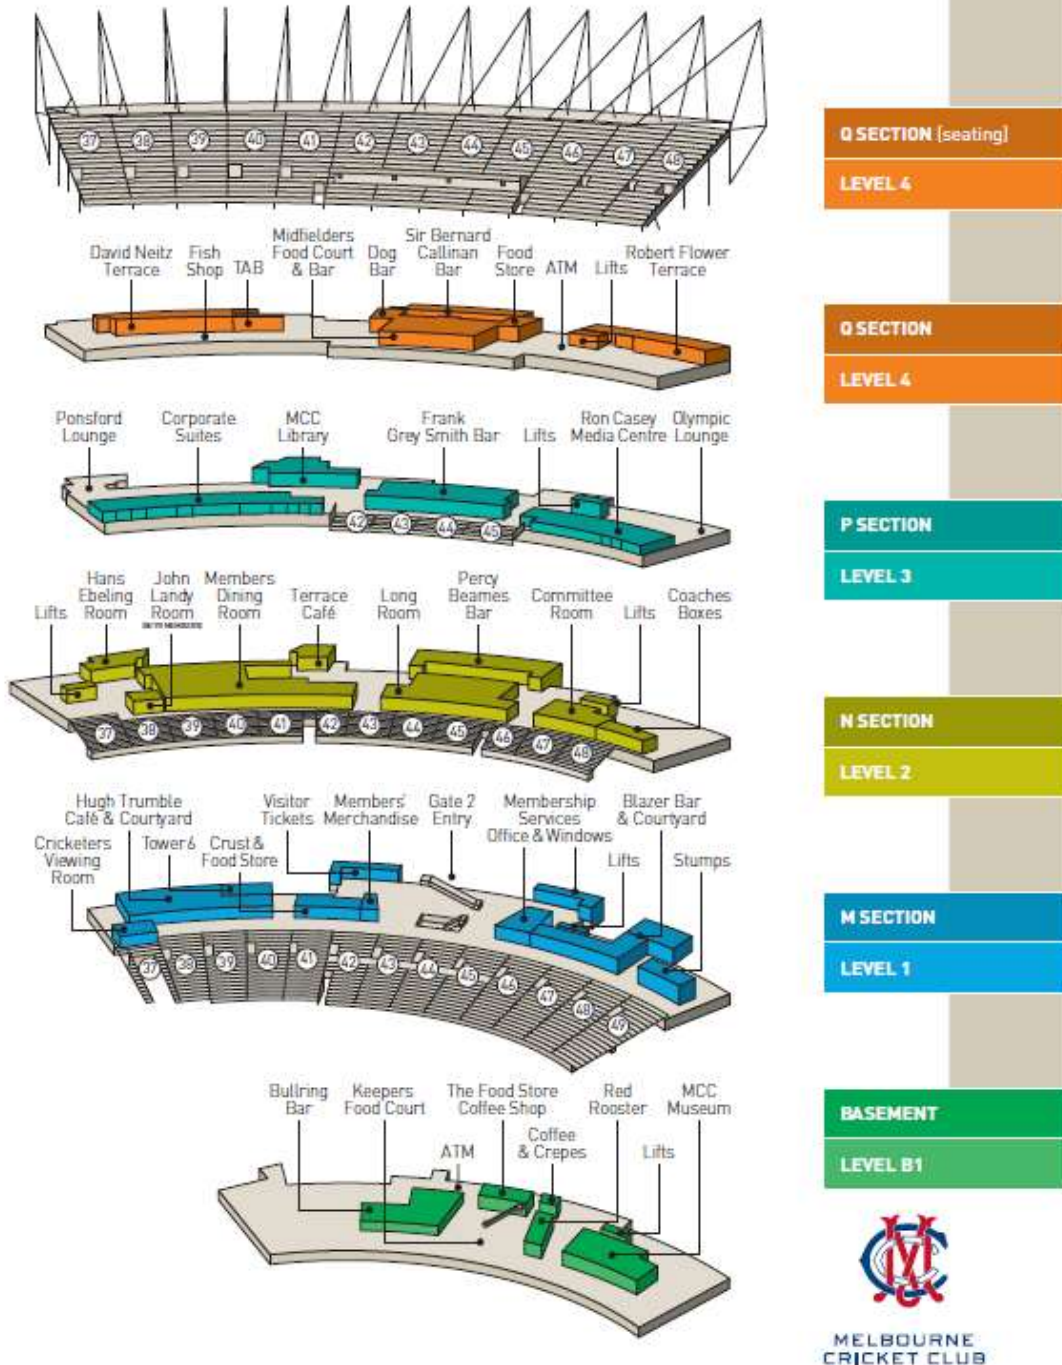 37 38 39 40 41 42 43 44 45 46 47 48
Q SECTION (seating)
LEVEL 4
David Neitz
Terrace
Fish
Shop
TAB
Midfielders
Food Court
& Bar
Dog
Bar
Sir Bernard
Callinan
Bar
Food
Store
ATM
Lifts
Robert Flower
Terrace
Q SECTION
LEVEL 4
Ponsford
Lounge
Corporate
Suites
MCC
Library
Frank
Grey Smith Bar
Lifts
Ron Casey
Media Centre
Olympic
Lounge
42 43 44 45
P SECTION
LEVEL 3
Lifts
Hans
Ebeling
Room
John
Landy
Room
Members
Dining
Room
Terrace
Café
Long
Room
Percy
Beames
Bar
Committee
Room
Lifts
Coaches
Boxes
37 38 39 40 41 42 43 44 45 46 47 48
N SECTION
LEVEL 2
Hugh Trumble
Café & Courtyard
Cricketers
Viewing
Room
Tower 6
Crust &
Food Store
Visitor
Tickets
Members'
Merchandise
Gate 2
Entry
Membership
Services
Office & Windows
Lifts
Blazer Bar
& Courtyard
Stumps
37 38 39 40 41 42 43 44 45 46 47 48 49
M SECTION
LEVEL 1
Bullring
Bar
Keepers
Food Court
ATM
The Food Store
Coffee Shop
Coffee
& Crepes
Red
Rooster
Lifts
MCC
Museum
BASEMENT
LEVEL B1
MCC
MELBOURNE
CRICKET CLUB